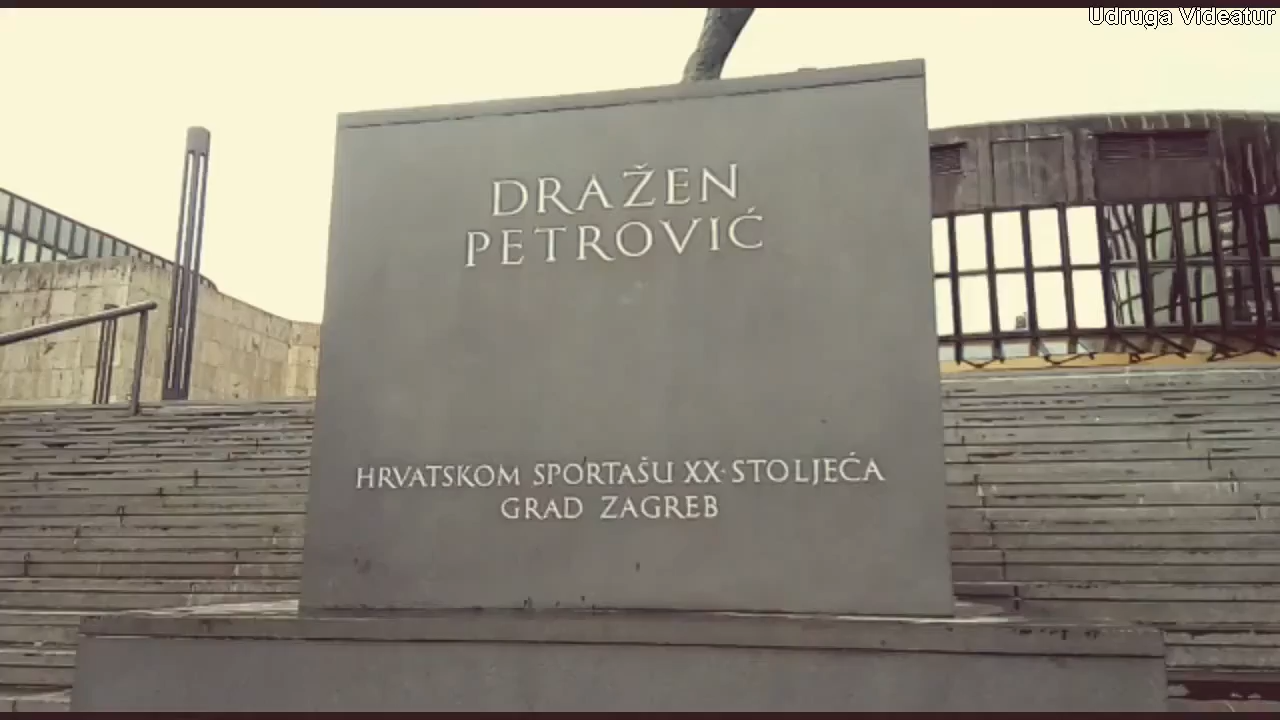 Udruga Videatur
DRAŽEN
PETROVIĆ
HRVATSKOM SPORTAŠU XX·STOLJEĆA
GRAD ZAGREB